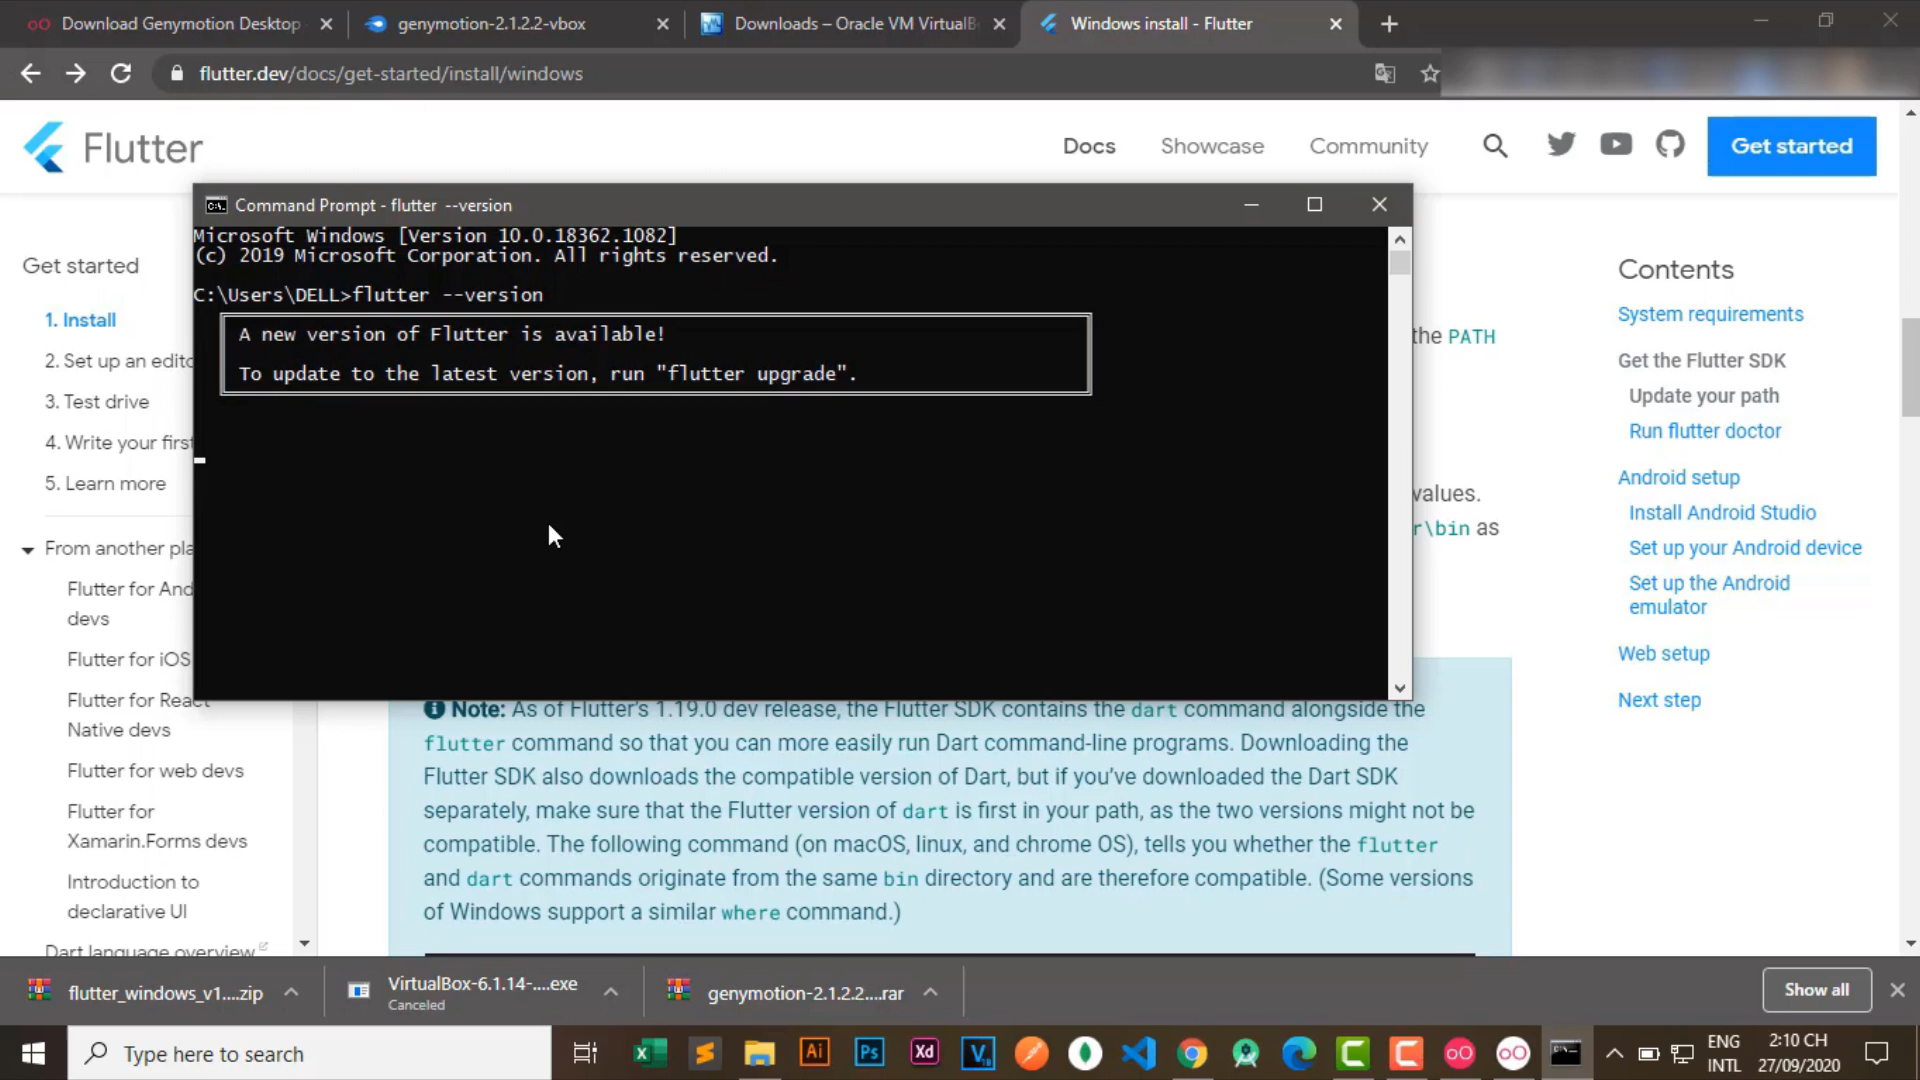 Download Genymotion Desktop
genymotion-2.1.2.2-vbox
Downloads – Oracle VM VirtualB
Windows install - Flutter
flutter.dev/docs/get-started/install/windows
Flutter
Docs
Showcase
Community
Get started
Command Prompt - flutter --version
Microsoft Windows [Version 10.0.18362.1082]
(c) 2019 Microsoft Corporation. All rights reserved.
C:\Users\DELL>flutter --version
A new version of Flutter is available!
To update to the latest version, run "flutter upgrade".
Get started
1. Install
2. Set up an edito
3. Test drive
4. Write your first
5. Learn more
From another pla
Flutter for And
devs
Flutter for iOS
Flutter for React
Native devs
Flutter for web devs
Flutter for
Xamarin.Forms devs
Introduction to
declarative UI
Dart language overview
the PATH
values.
r\bin as
Note: As of Flutter's 1.19.0 dev release, the Flutter SDK contains the dart command alongside the
flutter command so that you can more easily run Dart command-line programs. Downloading the
Flutter SDK also downloads the compatible version of Dart, but if you've downloaded the Dart SDK
separately, make sure that the Flutter version of dart is first in your path, as the two versions might not be
compatible. The following command (on macOS, linux, and chrome OS), tells you whether the flutter
and dart commands originate from the same bin directory and are therefore compatible. (Some versions
of Windows support a similar where command.)
Contents
System requirements
Get the Flutter SDK
Update your path
Run flutter doctor
Android setup
Install Android Studio
Set up your Android device
Set up the Android
emulator
Web setup
Next step
flutter_windows_v1....zip
VirtualBox-6.1.14-....exe
Canceled
genymotion-2.1.2.2....rar
Show all
Type here to search
Ai
Ps
Xd
ENG
INTL
2:10 CH
27/09/2020